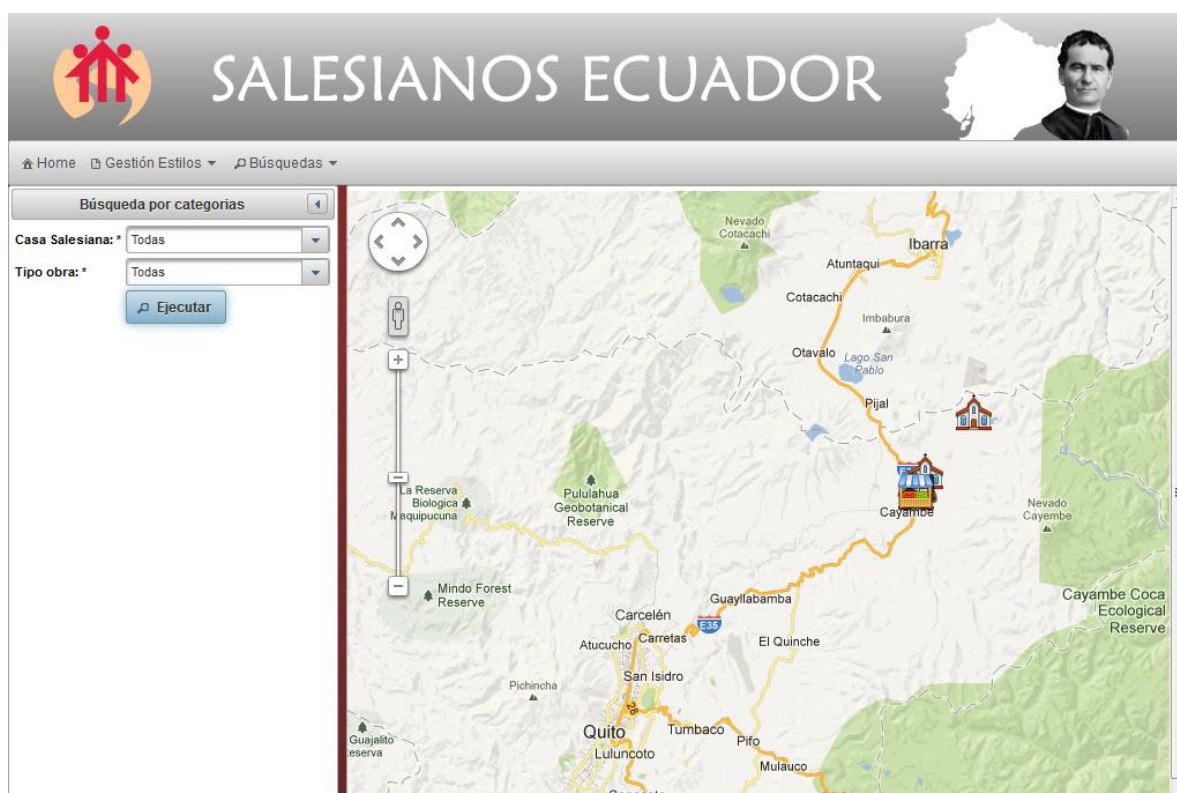 SALESIANOS ECUADOR
Home Gestión Estilos Búsquedas
Búsqueda por categorias
Casa Salesiana: * Todas
Tipo obra: * Todas
Ejecutar
Nevado
Cotacachi
Ibarra
Atuntaqui
Cotacachi
Imbabura
Otavalo
Lago San
Pablo
Pijal
La Reserva
Biologica
Maquipucuna
Pululahua
Geobotanical
Reserve
Cayambe
Nevado
Cayembe
Mindo Forest
Reserve
Guayllabamba
Cayambe Coca
Ecological
Reserve
Carcelén
E35
Atucucho
Carretas
El Quinche
San Isidro
Pichincha
28
Quito
Tumbaco
Pifo
Guajalito
Luluncoto
Mulauco